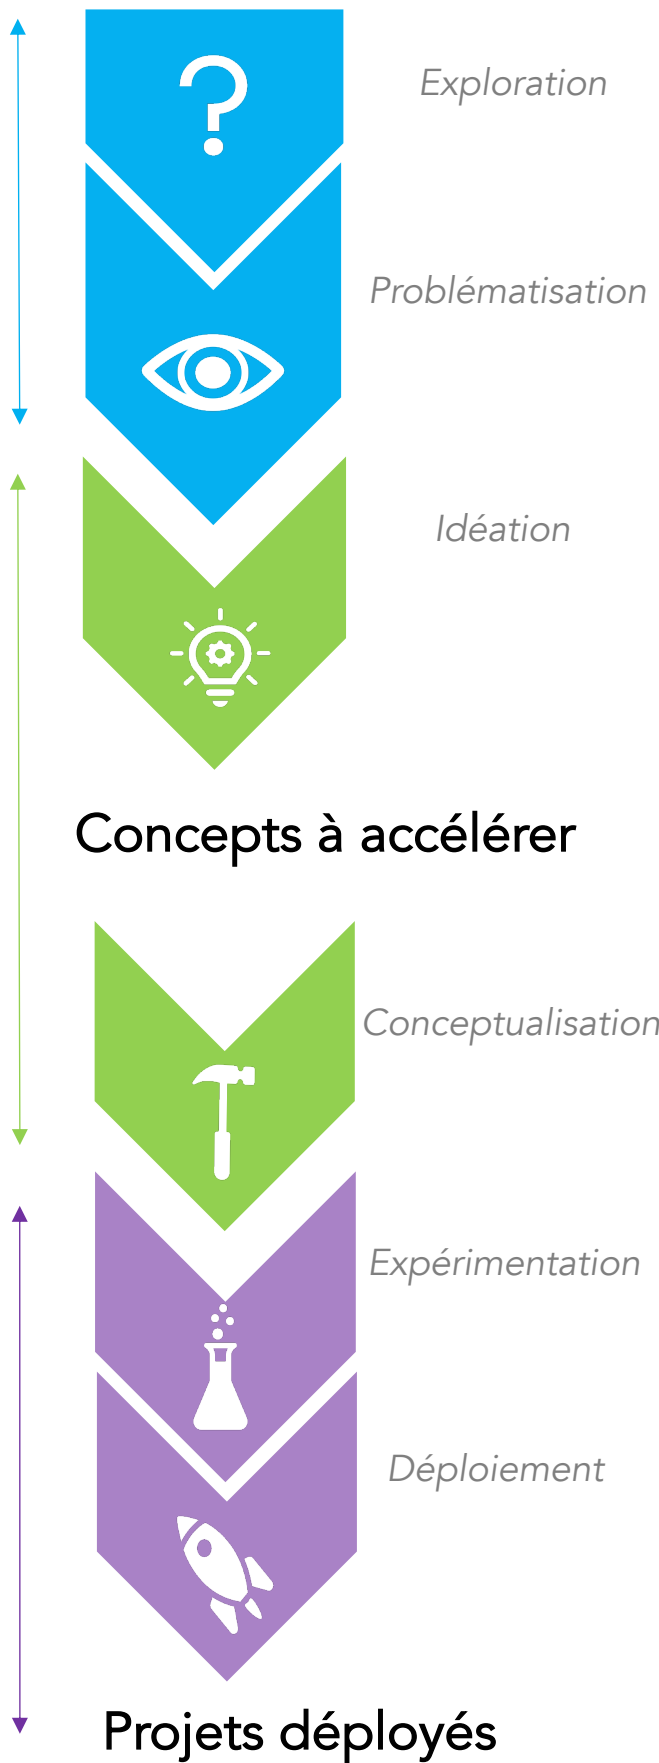 ?
Exploration
Problématisation
Idéation
Concepts à accélérer
Conceptualisation
Expérimentation
Déploiement
Projets déployés